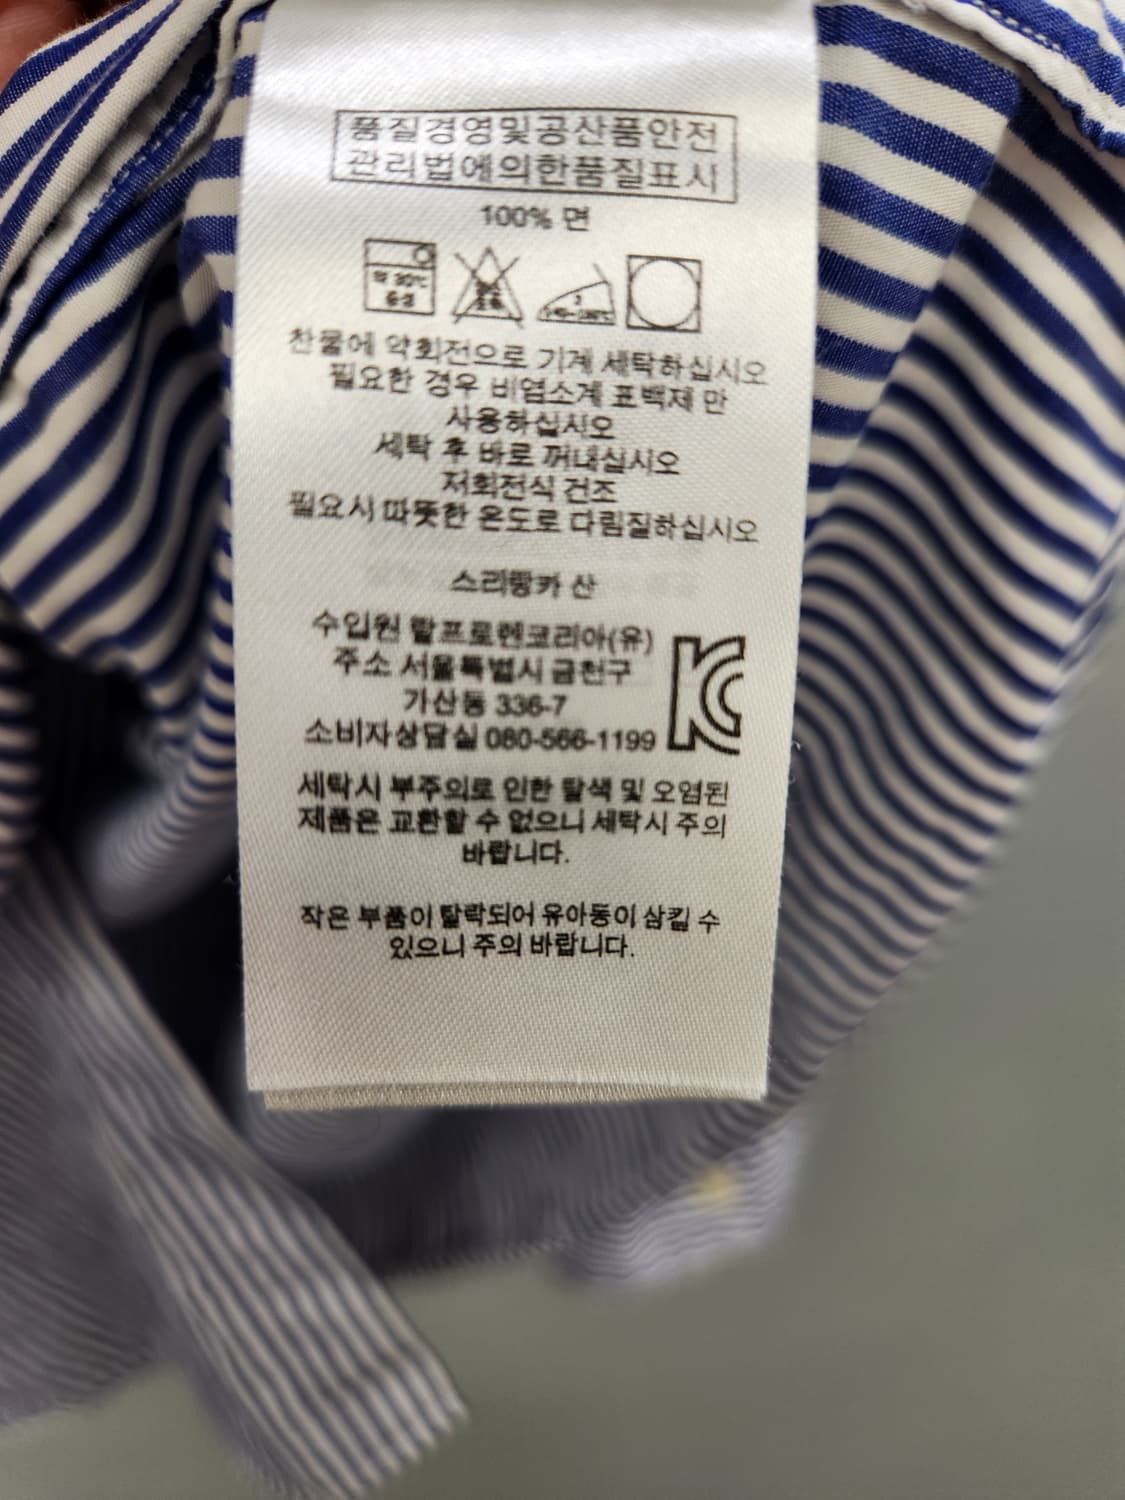 품질경영및공산품안전
관리법에의한품질표시
100% 면
약 30℃
중성
찬물에 약회전으로 기계 세탁하십시오
필요한 경우 비염소계 표백제 만
사용하십시오
세탁 후 바로 꺼내십시오
저회전식 건조
필요시 따뜻한 온도로 다림질하십시오
스리랑카 산
수입원 랄프로렌코리아(유)
주소 서울특별시 금천구
가산동 336-7
소비자상담실 080-566-1199
세탁시 부주의로 인한 탈색 및 오염된
제품은 교환할 수 없으니 세탁시 주의
바랍니다.
작은 부품이 탈락되어 유아동이 삼킬 수
있으니 주의 바랍니다.